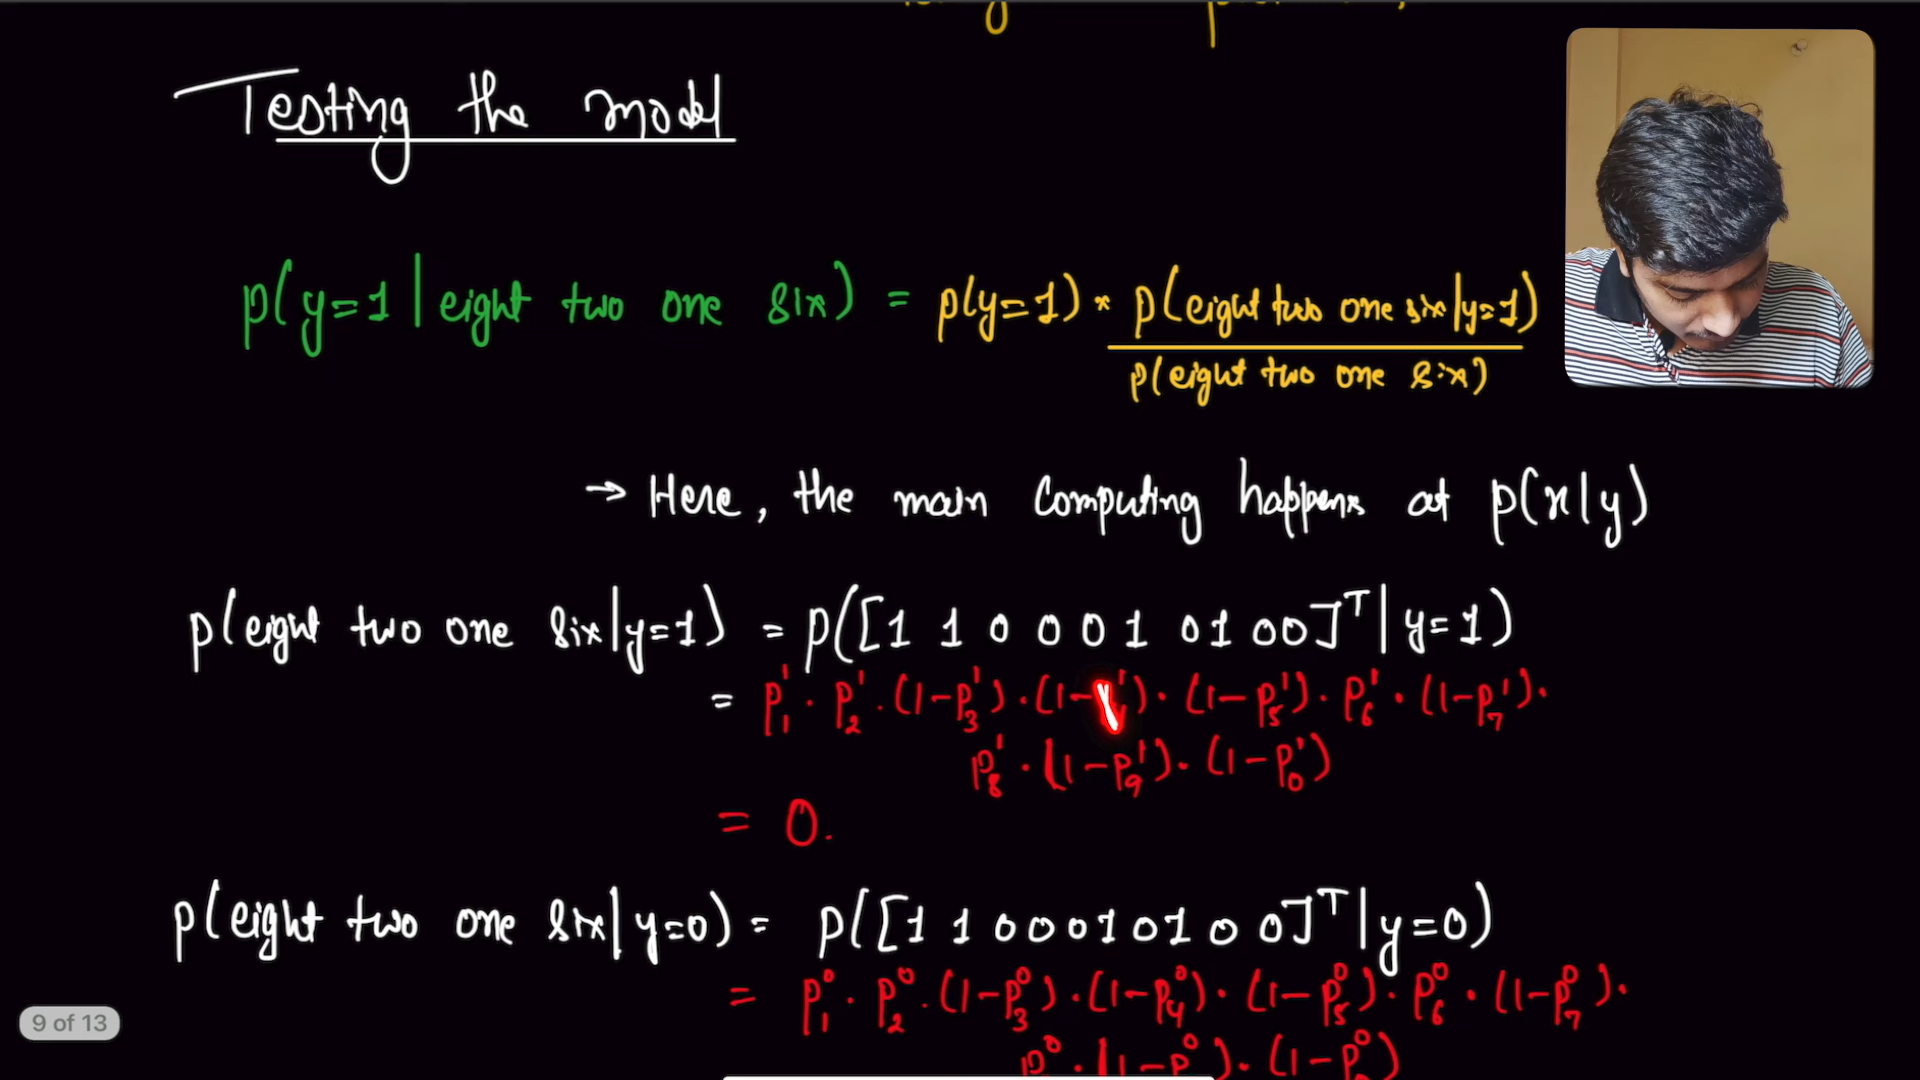 Testing the model
p(y=1|eight two one six) = p(y=1) * p(eight two one six|y=1)
p(eight two one six)
→ Here, the main computing happens at p(x|y)
p(eight two one six|y=1) = p([1 1 0 0 0 1 0 1 0 0]ᵀ|y=1)
= p₁¹ · p₂¹ · (1-p₃¹) · (1-p₄¹) · (1-p₅¹) · p₆¹ · (1-p₇¹) ·
p₈¹ · (1-p₉¹) · (1-p₀¹)
= 0.
p(eight two one six|y=0) = p([1 1 0 0 0 1 0 1 0 0]ᵀ|y=0)
= p₁⁰ · p₂⁰ · (1-p₃⁰) · (1-p₄⁰) · (1-p₅⁰) · p₆⁰ · (1-p₇⁰) ·
9 of 13